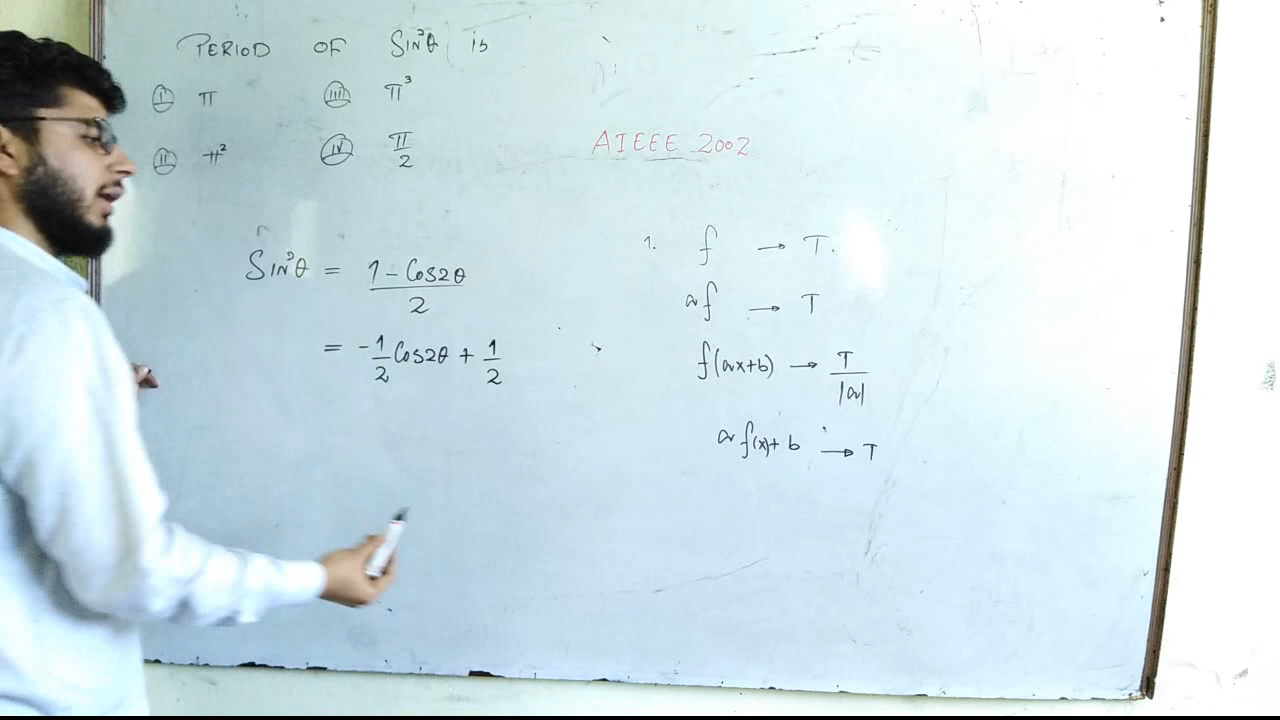 PERIOD OF Sin²θ is
(i) π (iii) π³
(ii) π² (iv) π/2
AIEEE 2002
Sin²θ = (1 - Cos2θ)/2
= -1/2 Cos2θ + 1/2
1. f → T.
af → T
f(ax+b) → T/|a|
a f(x)+b → T